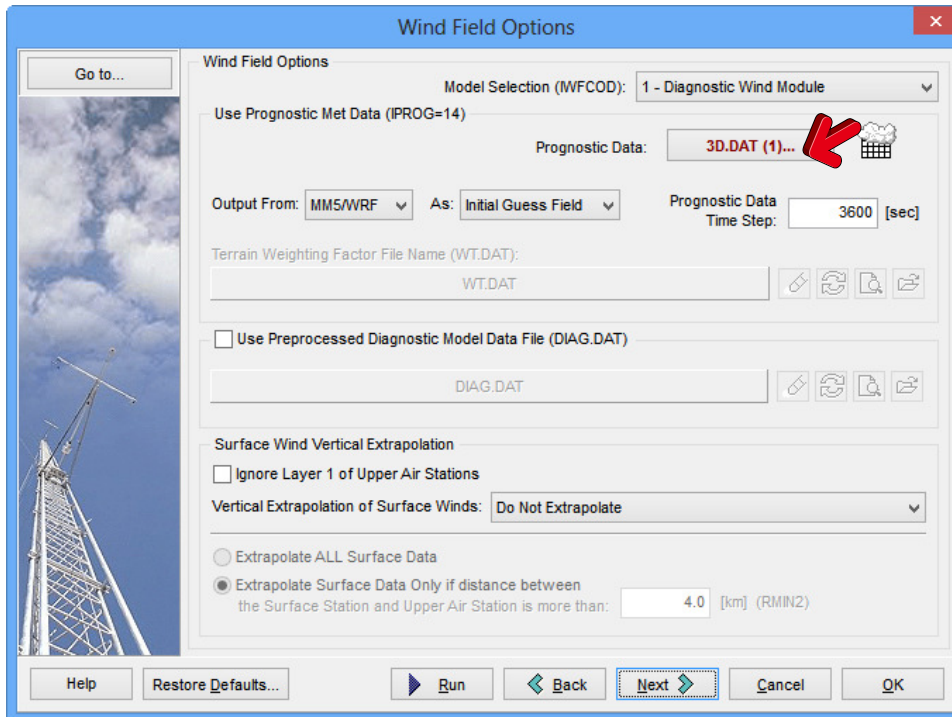 Wind Field Options
Go to...
Wind Field Options
Model Selection (IWFCOD): 1 - Diagnostic Wind Module
Use Prognostic Met Data (IPROG=14)
Prognostic Data: 3D.DAT (1)...
Output From: MM5/WRF As: Initial Guess Field Prognostic Data Time Step: 3600 [sec]
Terrain Weighting Factor File Name (WT.DAT):
WT.DAT
Use Preprocessed Diagnostic Model Data File (DIAG.DAT)
DIAG.DAT
Surface Wind Vertical Extrapolation
Ignore Layer 1 of Upper Air Stations
Vertical Extrapolation of Surface Winds: Do Not Extrapolate
Extrapolate ALL Surface Data
Extrapolate Surface Data Only if distance between
the Surface Station and Upper Air Station is more than: 4.0 [km] (RMIN2)
Help Restore Defaults... Run Back Next Cancel OK